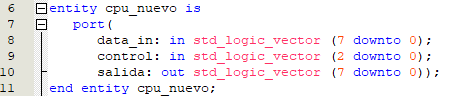 6 entity cpu_nuevo is
7 port(
8 data_in: in std_logic_vector (7 downto 0);
9 control: in std_logic_vector (2 downto 0);
10 salida: out std_logic_vector (7 downto 0));
11 end entity cpu_nuevo;